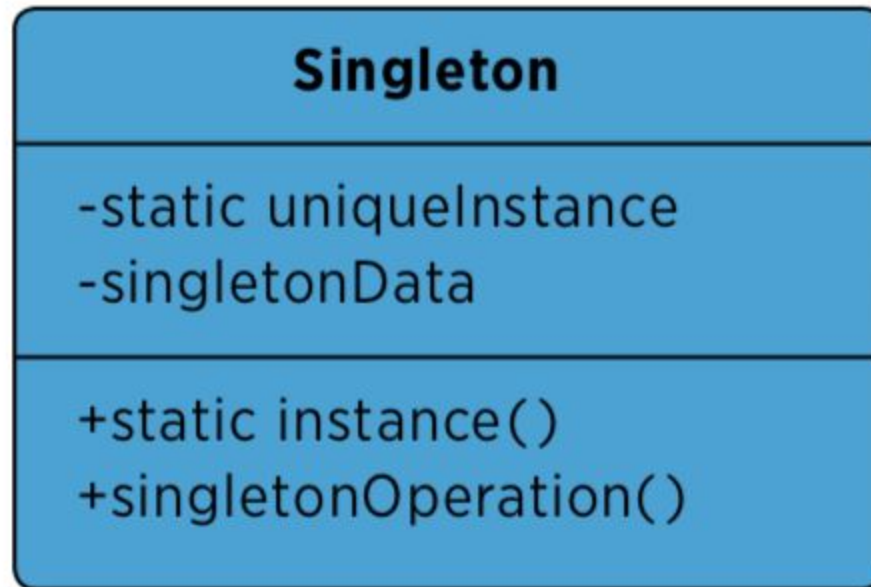 Singleton
-static uniqueInstance
-singletonData
+static instance()
+singletonOperation()